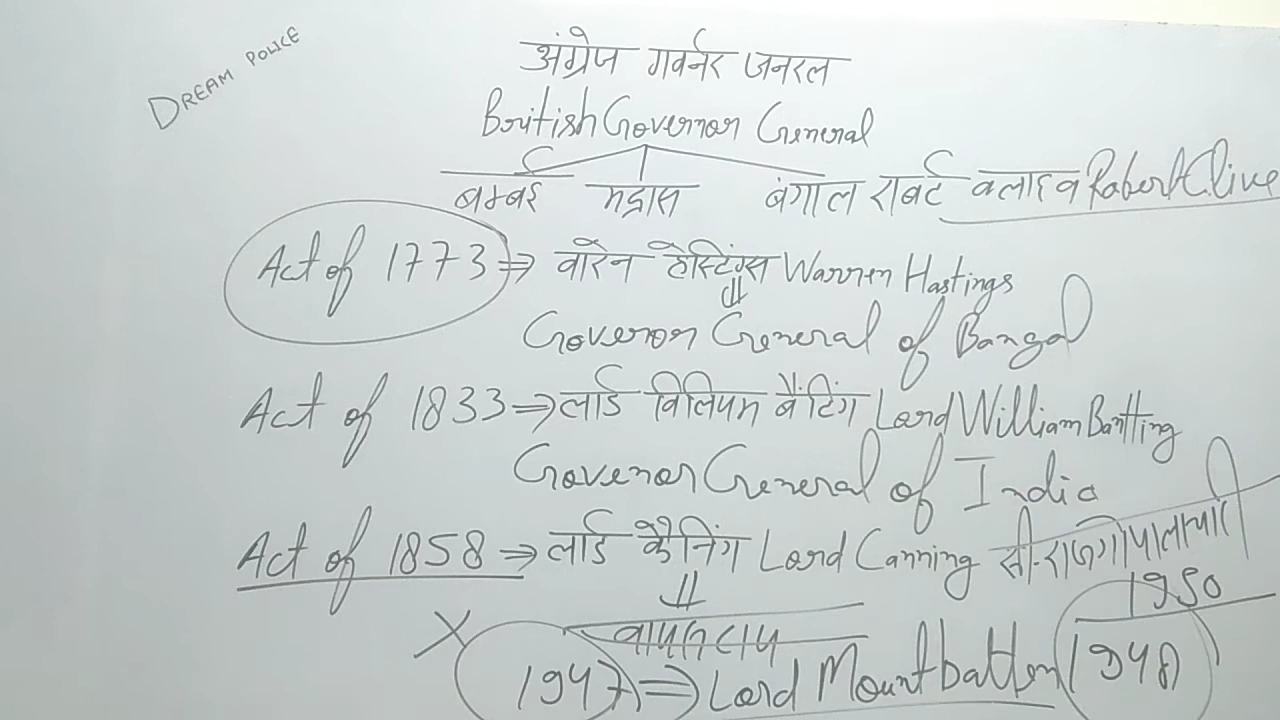 DREAM POLICE
अंग्रेज गवर्नर जनरल
British Governor General
बम्बई मद्रास बंगाल राबर्ट क्लाइव Robert Clive
Act of 1773 ⇒ वारेन हेस्टिंग्स Warren Hastings
Governor General of Bangal
Act of 1833 ⇒ लार्ड विलियम बैंटिंग Lord William Bantting
Govenor General of India
Act of 1858 ⇒ लार्ड कैनिंग Lord Canning सी. राजगोपालाचारी
1950
वायसराय
X 1947 ⇒ Lord Mountbatten 1948